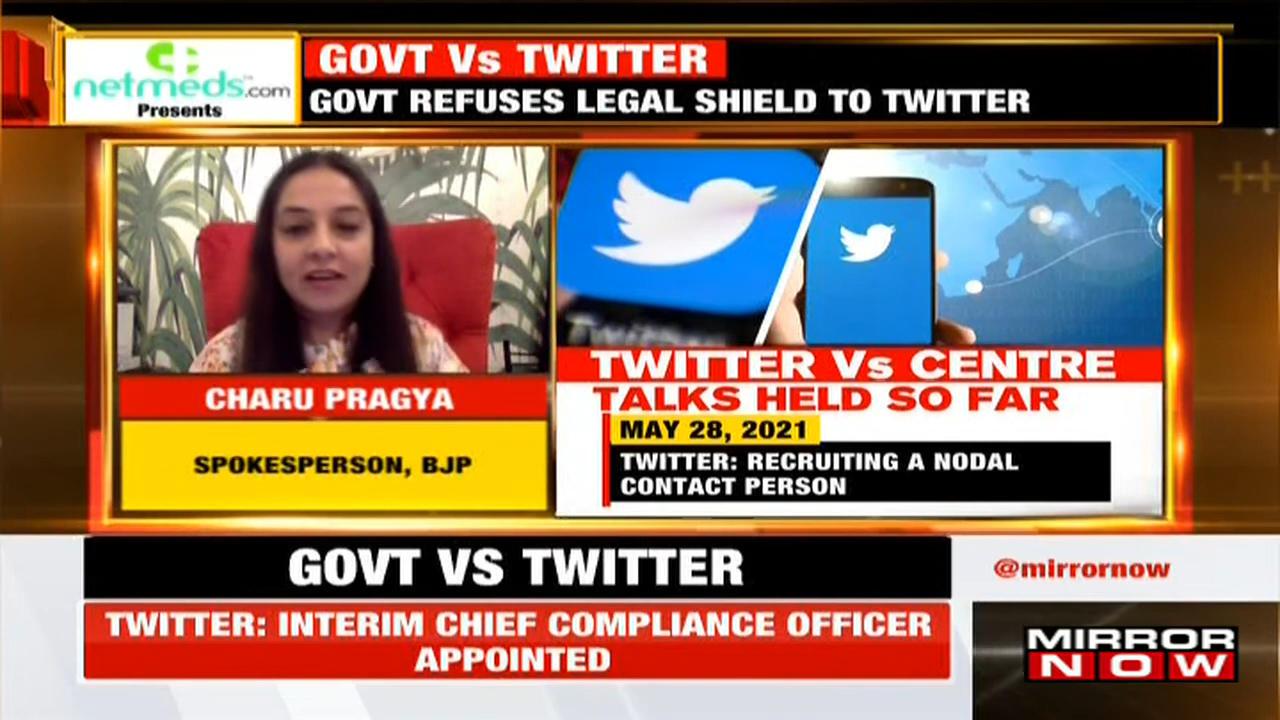 netmeds.com
Presents
GOVT Vs TWITTER
GOVT REFUSES LEGAL SHIELD TO TWITTER
CHARU PRAGYA
SPOKESPERSON, BJP
TWITTER Vs CENTRE
TALKS HELD SO FAR
MAY 28, 2021
TWITTER: RECRUITING A NODAL
CONTACT PERSON
GOVT VS TWITTER
TWITTER: INTERIM CHIEF COMPLIANCE OFFICER
APPOINTED
@mirrornow
MIRROR
NOW